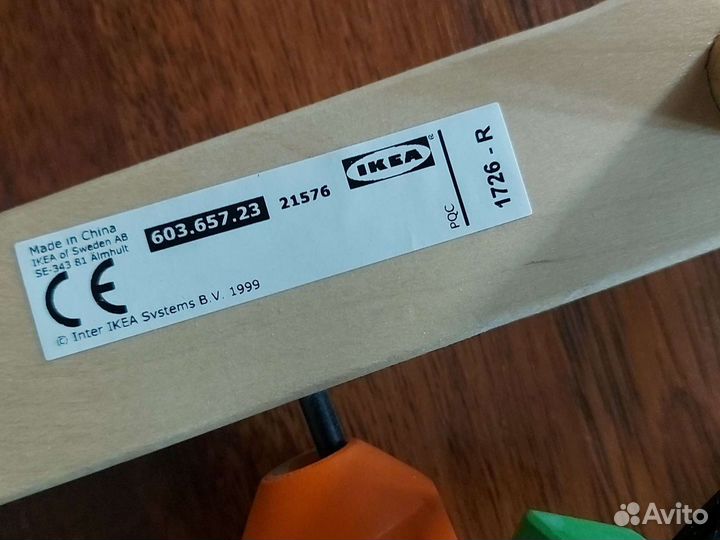 Made in China
IKEA of Sweden AB
SE-343 81 Älmhult
603.657.23
21576
IKEA®
PQC
1726 - R
CE
© Inter IKEA Systems B.V. 1999
Avito